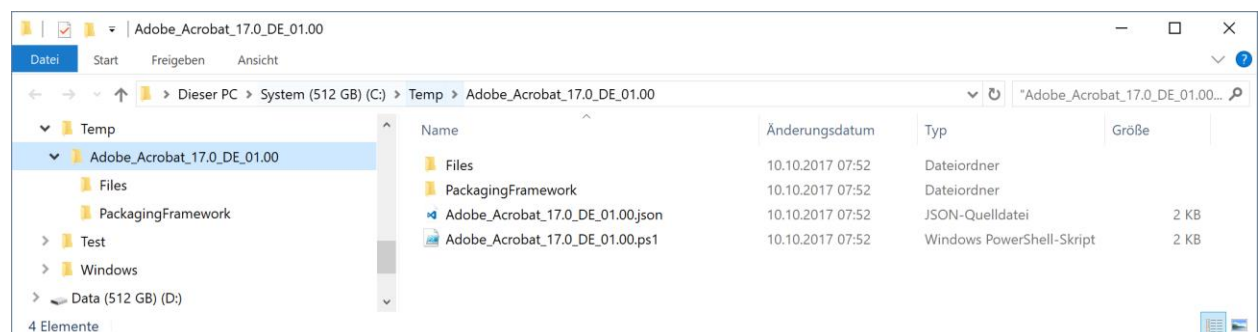 Adobe_Acrobat_17.0_DE_01.00
Datei Start Freigeben Ansicht
Dieser PC > System (512 GB) (C:) > Temp > Adobe_Acrobat_17.0_DE_01.00 "Adobe_Acrobat_17.0_DE_01.00...
Temp
Adobe_Acrobat_17.0_DE_01.00
Files
PackagingFramework
Test
Windows
Data (512 GB) (D:)
Name Änderungsdatum Typ Größe
Files 10.10.2017 07:52 Dateiordner
PackagingFramework 10.10.2017 07:52 Dateiordner
Adobe_Acrobat_17.0_DE_01.00.json 10.10.2017 07:52 JSON-Quelldatei 2 KB
Adobe_Acrobat_17.0_DE_01.00.ps1 10.10.2017 07:52 Windows PowerShell-Skript 2 KB
4 Elemente